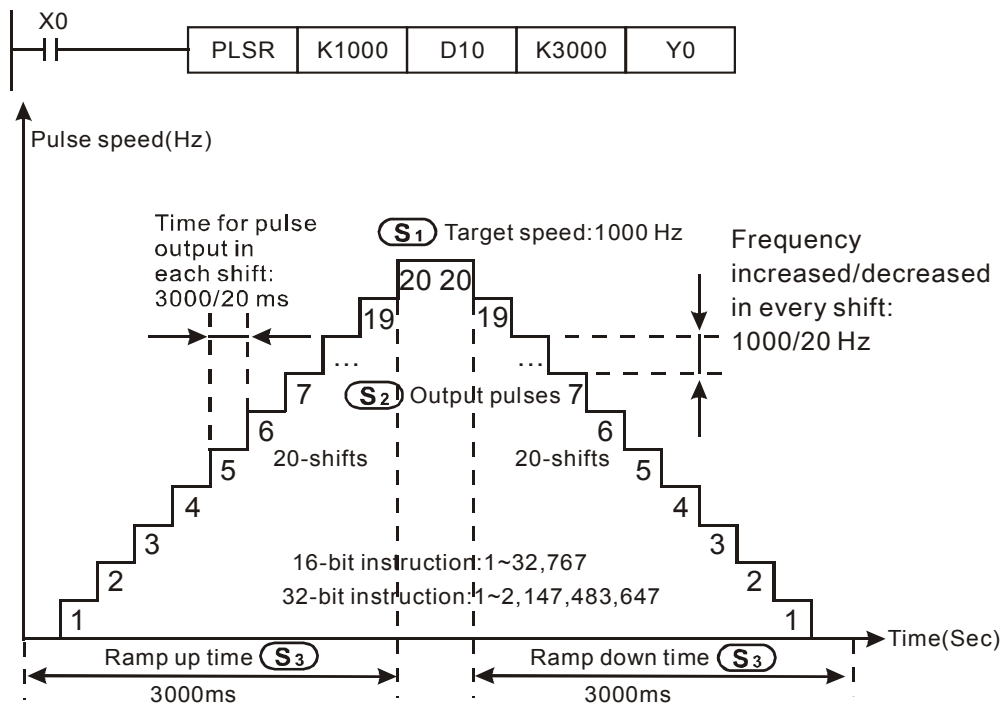 X0
PLSR K1000 D10 K3000 Y0
Pulse speed(Hz)
Time for pulse
output in
each shift:
3000/20 ms
S1 Target speed:1000 Hz
Frequency
increased/decreased
in every shift:
1000/20 Hz
20 20
19 19
... ...
7 S2 Output pulses 7
6 6
20-shifts 20-shifts
5 5
4 4
3 3
16-bit instruction:1~32,767
2 2
32-bit instruction:1~2,147,483,647
1 1
Time(Sec)
Ramp up time S3 Ramp down time S3
3000ms 3000ms